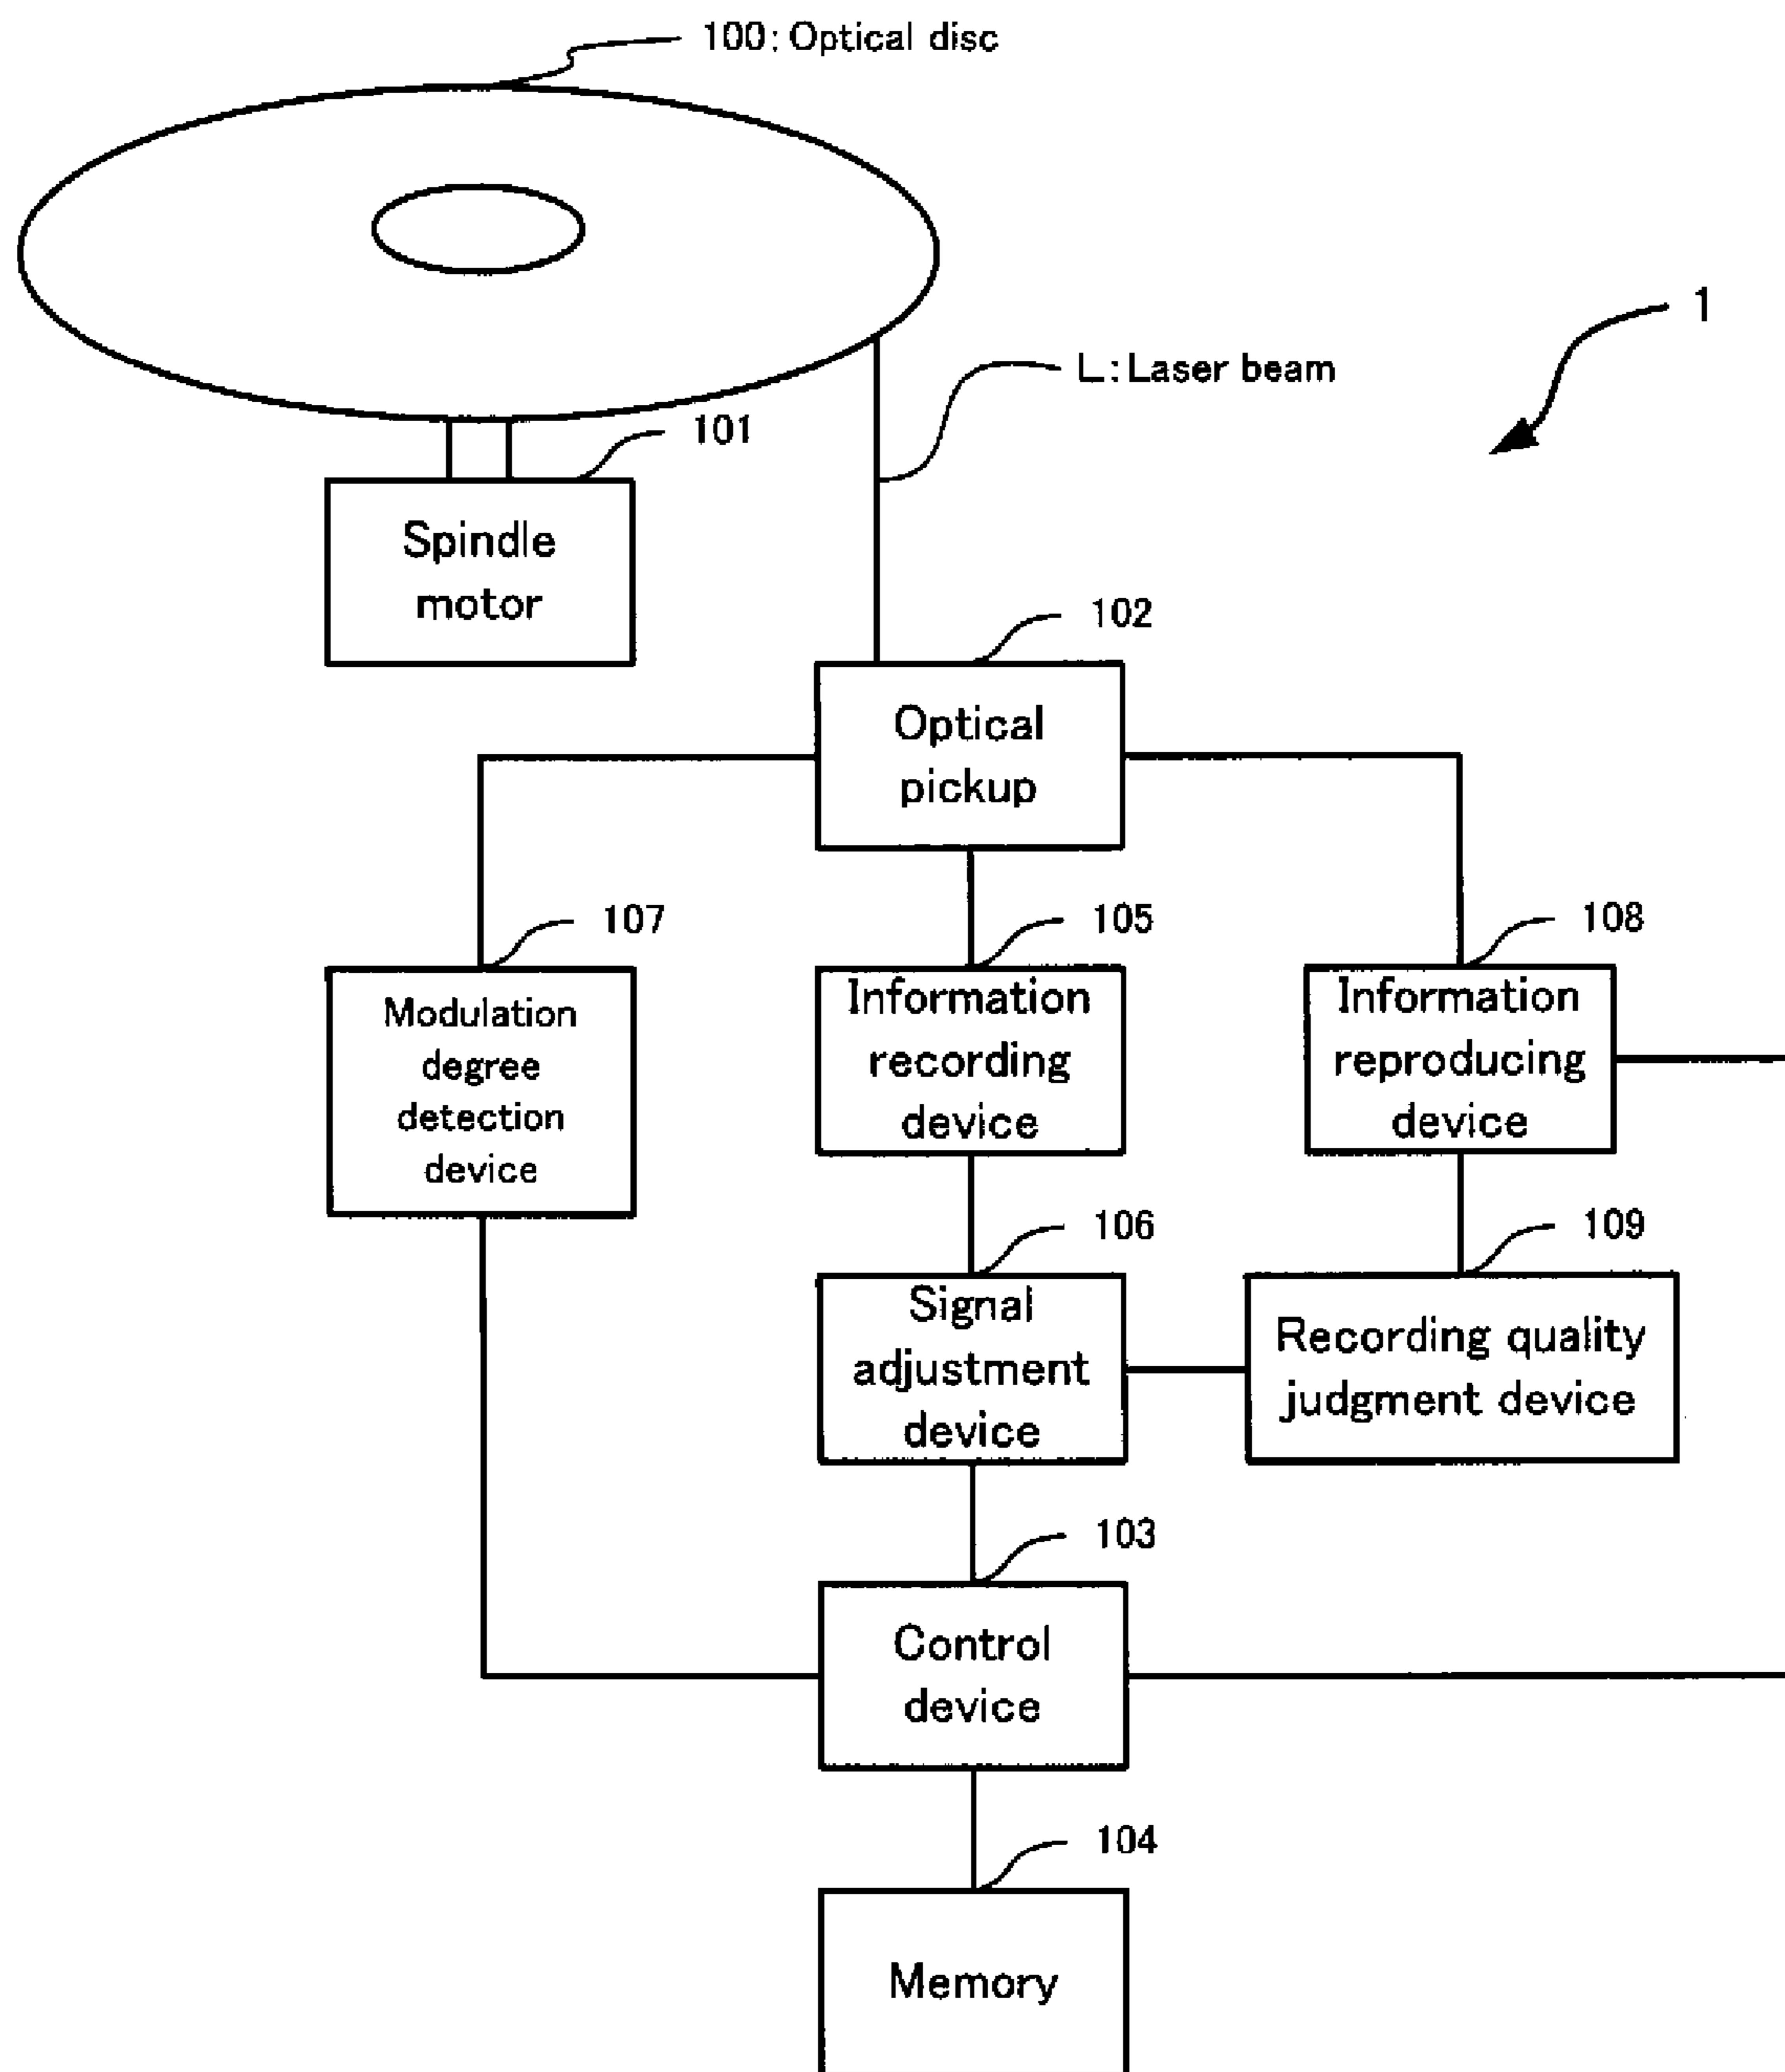 100: Optical disc
1
L: Laser beam
101
Spindle
motor
102
Optical
pickup
107
105
108
Modulation
degree
detection
device
Information
recording
device
Information
reproducing
device
106
109
Signal
adjustment
device
Recording quality
judgment device
103
Control
device
104
Memory